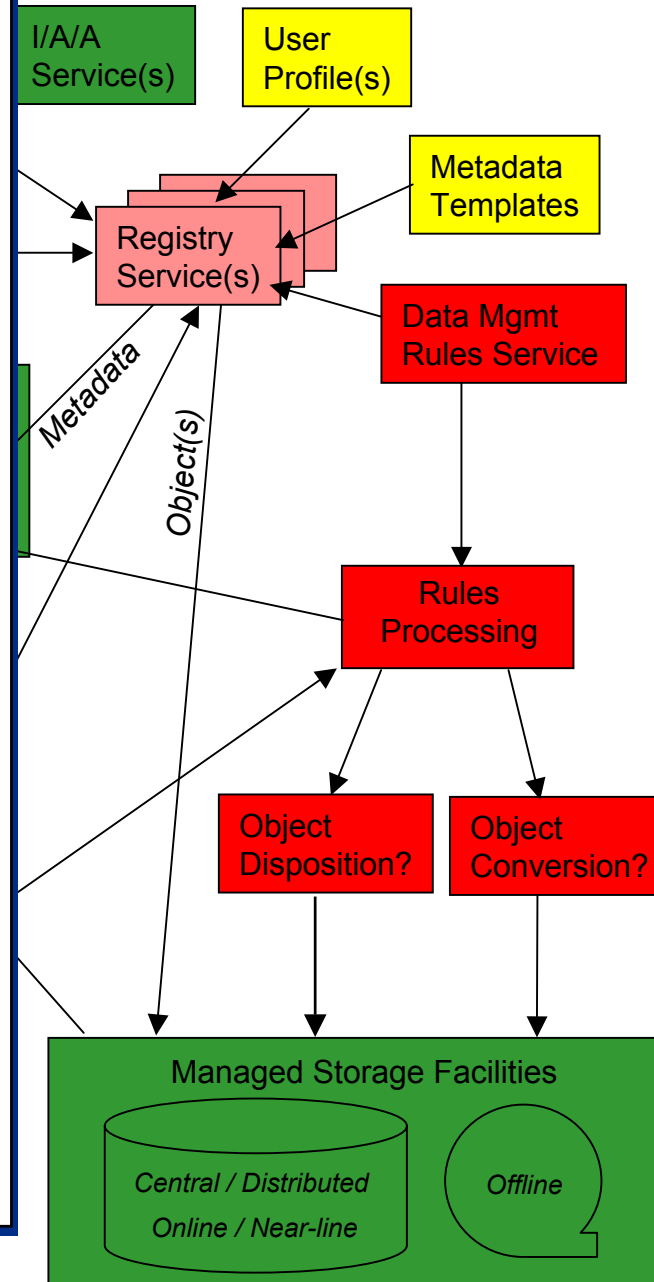 I/A/A
Service(s)
User
Profile(s)
Metadata
Templates
Registry
Service(s)
Data Mgmt
Rules Service
Metadata
Object(s)
Rules
Processing
Object
Disposition?
Object
Conversion?
Managed Storage Facilities
Central / Distributed
Online / Near-line
Offline